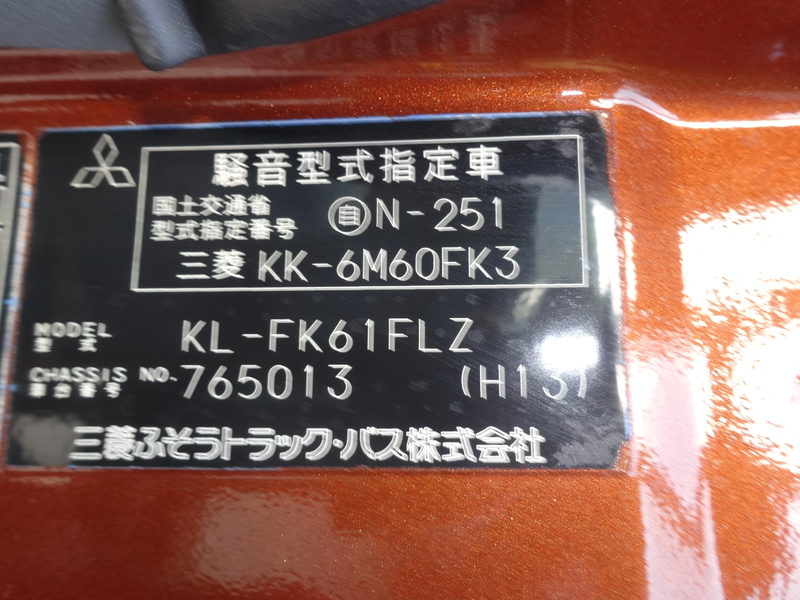 騒音型式指定車
国土交通省
型式指定番号 自N-251
三菱 KK-6M60FK3
MODEL
型式 KL-FK61FLZ
CHASSIS NO.
車台番号 765013 (H13)
三菱ふそうトラック・バス株式会社